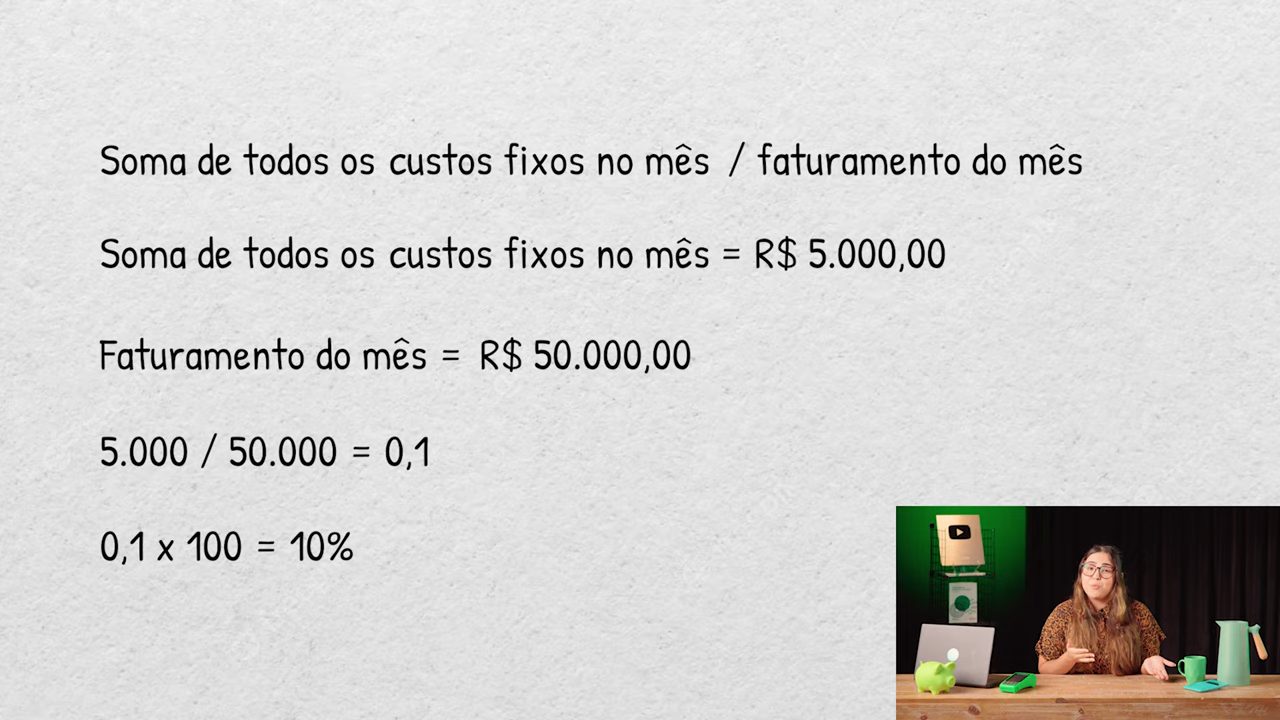 Soma de todos os custos fixos no mês / faturamento do mês
Soma de todos os custos fixos no mês = R$ 5.000,00
Faturamento do mês = R$ 50.000,00
5.000 / 50.000 = 0,1
0,1 x 100 = 10%